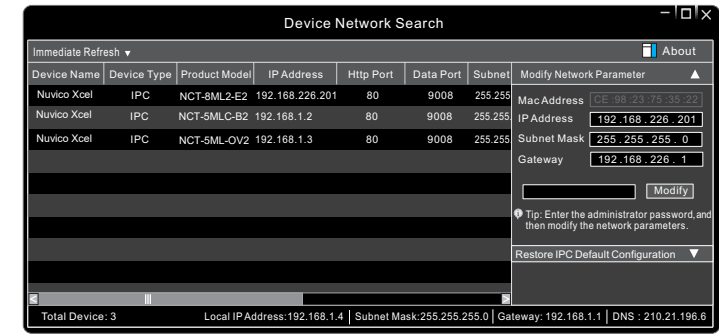 Device Network Search
Immediate Refresh ▼ About
Device Name Device Type Product Model IP Address Http Port Data Port Subnet
Nuvico Xcel IPC NCT-8ML2-E2 192.168.226.201 80 9008 255.255
Nuvico Xcel IPC NCT-5MLC-B2 192.168.1.2 80 9008 255.255.
Nuvico Xcel IPC NCT-5ML-OV2 192.168.1.3 80 9008 255.255
Modify Network Parameter ▲
Mac Address CE :98 :23 :75 :35 :22
IP Address 192 .168 . 226 . 201
Subnet Mask 255 . 255 . 255 . 0
Gateway 192 .168 . 226 . 1
Modify
Tip: Enter the administrator password,and
then modify the network parameters.
Restore IPC Default Configuration ▼
Total Device: 3 Local IP Address:192.168.1.4 Subnet Mask:255.255.255.0 Gateway: 192.168.1.1 DNS : 210.21.196.6